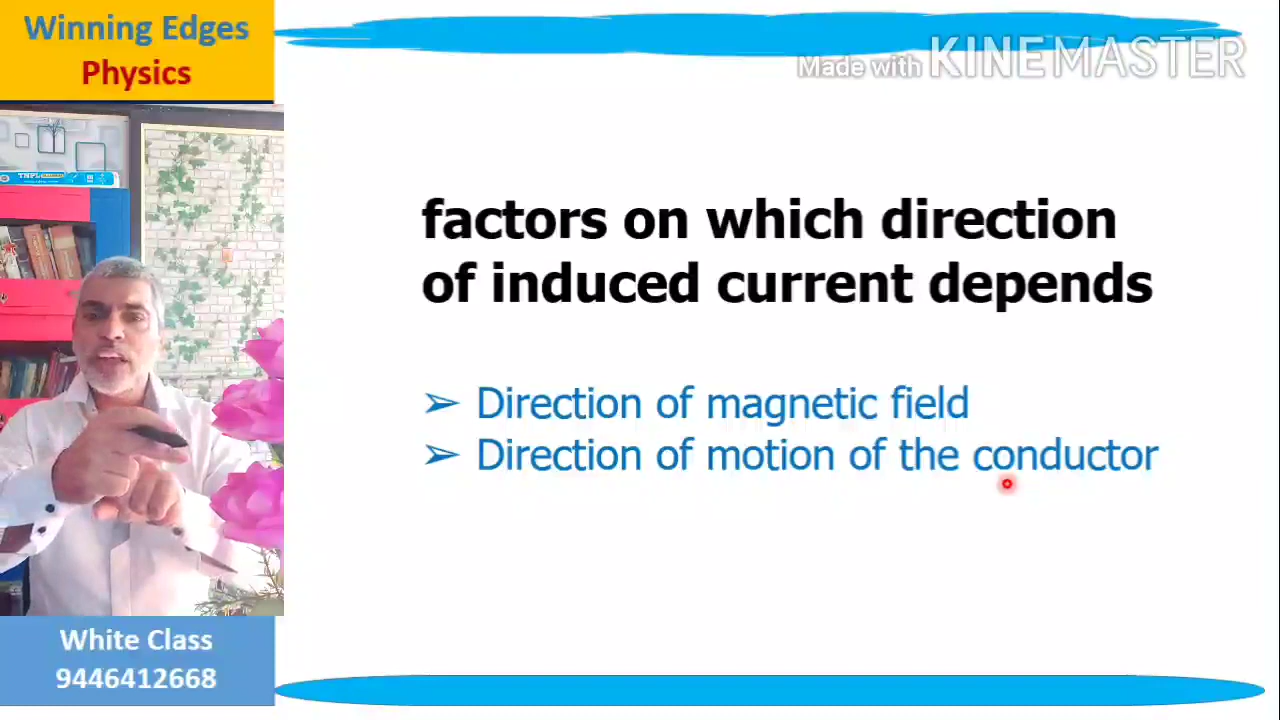 Winning Edges
Physics
Made with KINEMASTER
factors on which direction
of induced current depends
➢ Direction of magnetic field
➢ Direction of motion of the conductor
White Class
9446412668